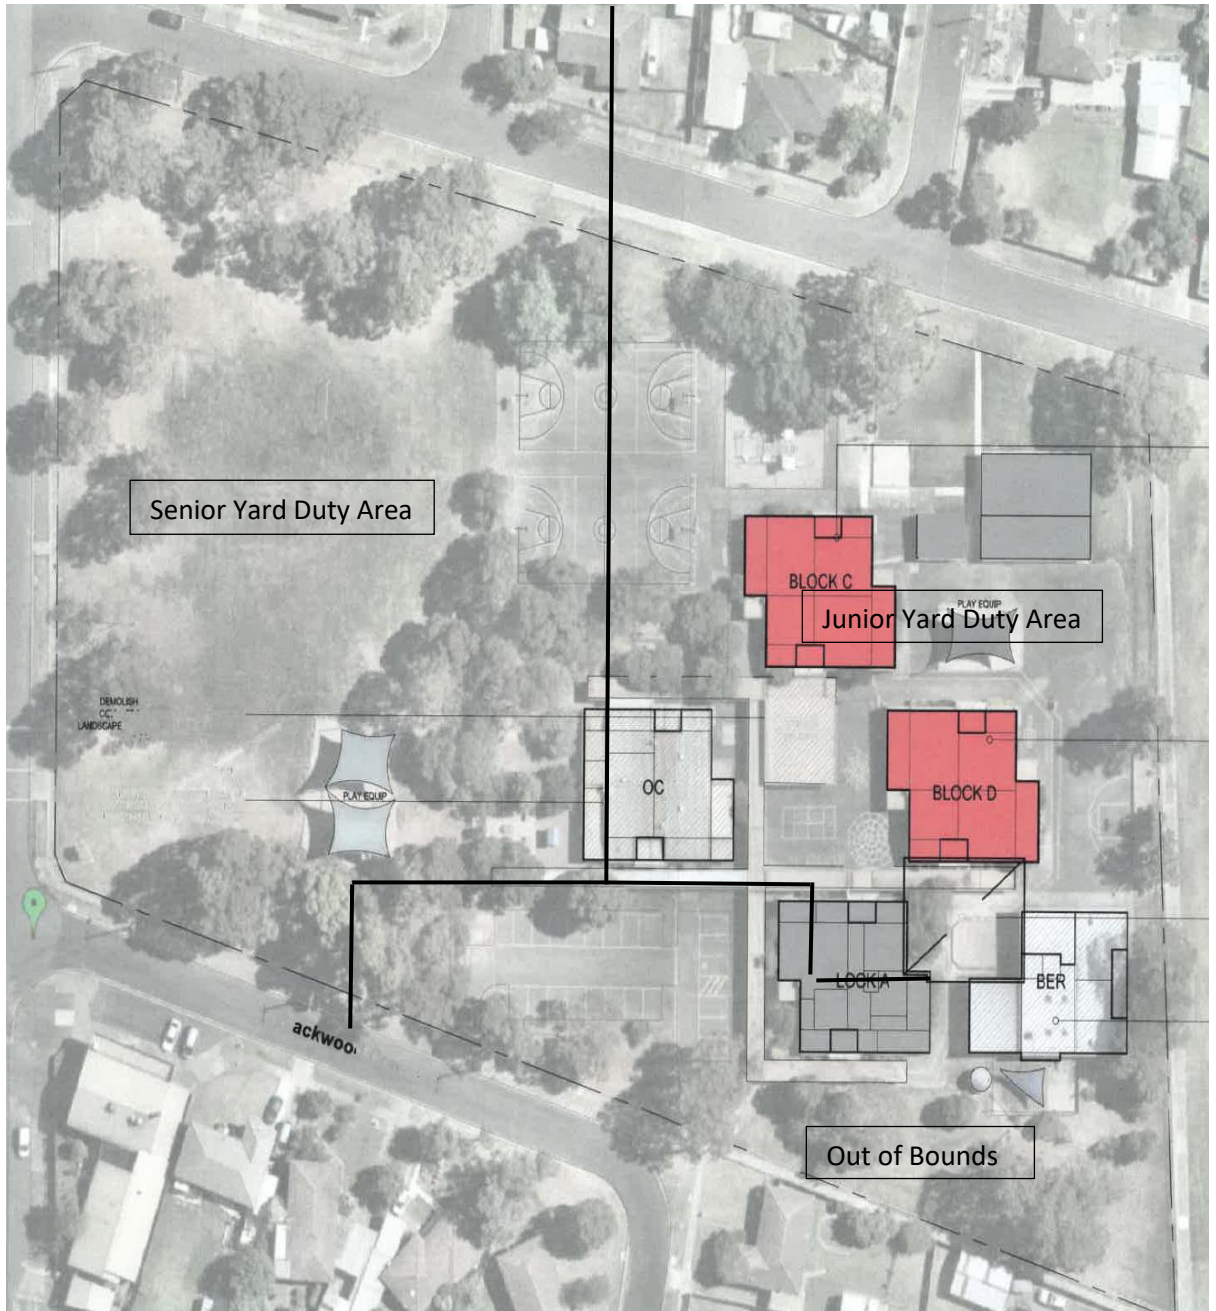 Senior Yard Duty Area
BLOCK C
PLAY EQUIP
Junior Yard Duty Area
DEMOLISH
LANDSCAPE
PLAY EQUIP
OC
BLOCK D
LOCK A
BER
ackwoo
Out of Bounds